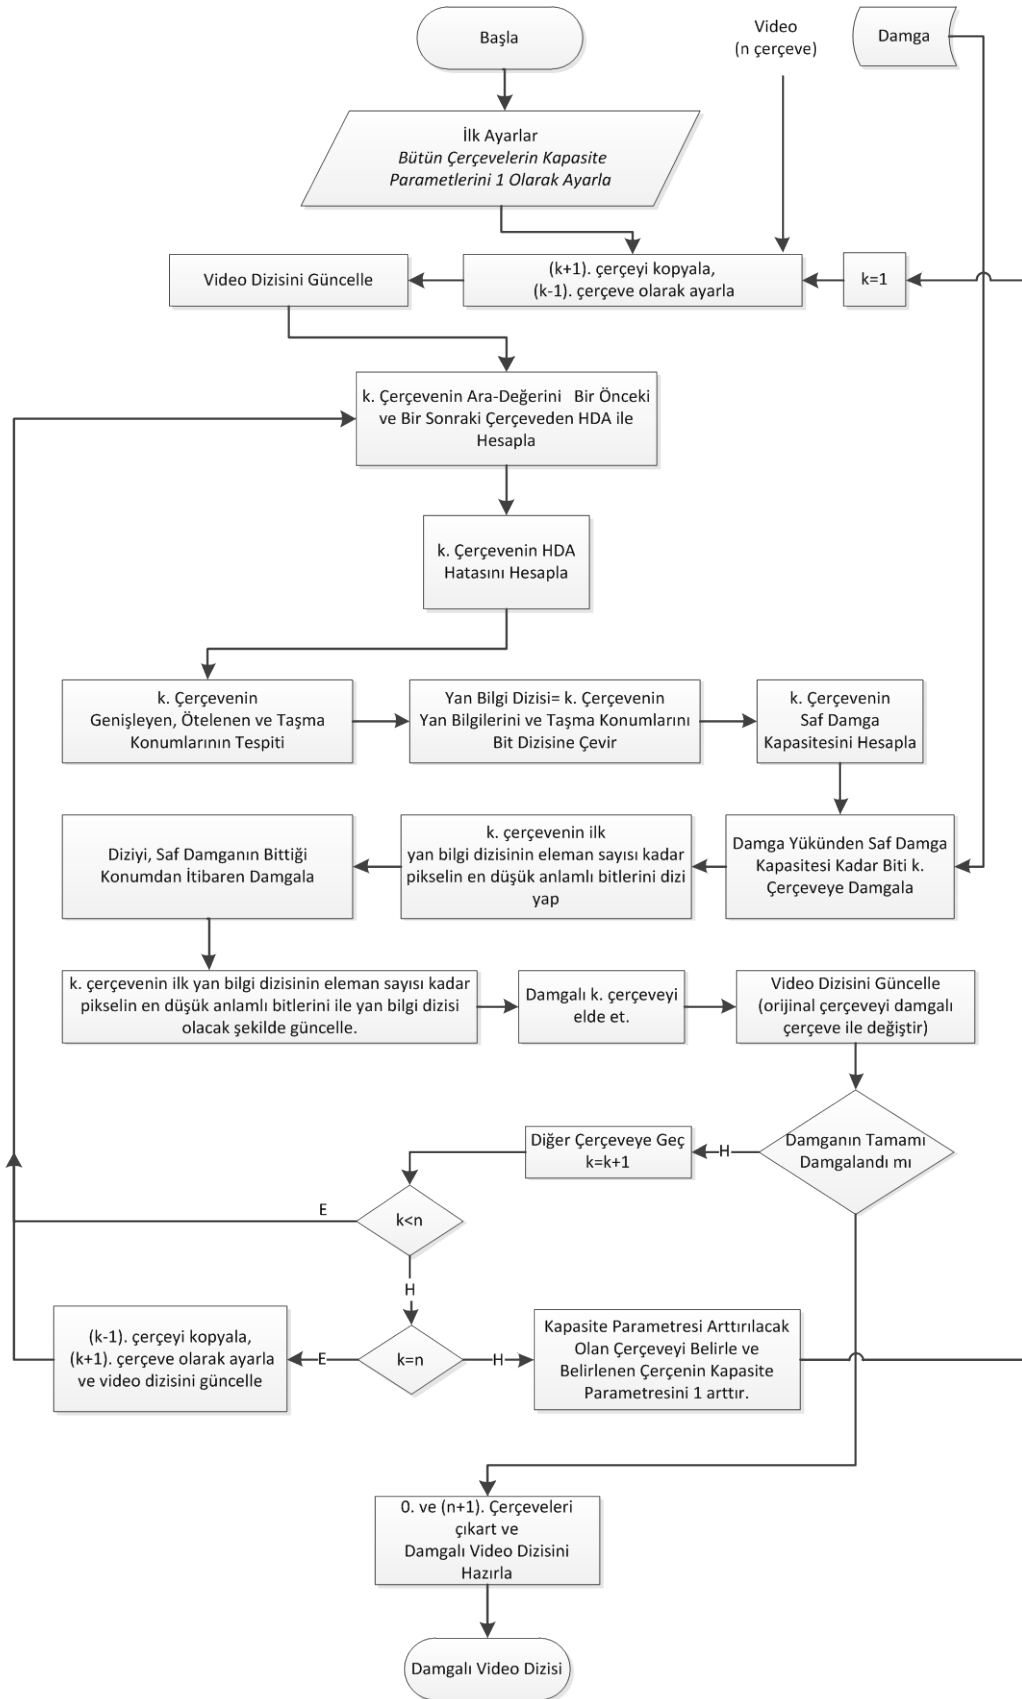 Başla
Video
(n çerçeve)
Damga
İlk Ayarlar
Bütün Çerçevelerin Kapasite
Parametlerini 1 Olarak Ayarla
Video Dizisini Güncelle
(k+1). çerçeyi kopyala,
(k-1). çerçeve olarak ayarla
k=1
k. Çerçevenin Ara-Değerini Bir Önceki
ve Bir Sonraki Çerçeveden HDA ile
Hesapla
k. Çerçevenin HDA
Hatasını Hesapla
k. Çerçevenin
Genişleyen, Ötelenen ve Taşma
Konumlarının Tespiti
Yan Bilgi Dizisi= k. Çerçevenin
Yan Bilgilerini ve Taşma Konumlarını
Bit Dizisine Çevir
k. Çerçevenin
Saf Damga
Kapasitesini Hesapla
Diziyi, Saf Damganın Bittiği
Konumdan İtibaren Damgala
k. çerçevenin ilk
yan bilgi dizisinin eleman sayısı kadar
pikselin en düşük anlamlı bitlerini dizi
yap
Damga Yükünden Saf Damga
Kapasitesi Kadar Biti k.
Çerçeveye Damgala
k. çerçevenin ilk yan bilgi dizisinin eleman sayısı kadar
pikselin en düşük anlamlı bitlerini ile yan bilgi dizisi
olacak şekilde güncelle.
Damgalı k. çerçeveyi
elde et.
Video Dizisini Güncelle
(orijinal çerçeveyi damgalı
çerçeve ile değiştir)
Diğer Çerçeveye Geç
k=k+1
H
Damganın Tamamı
Damgalandı mı
E
k<n
H
(k-1). çerçeyi kopyala,
(k+1). çerçeve olarak ayarla
ve video dizisini güncelle
E
k=n
H
Kapasite Parametresi Arttırılacak
Olan Çerçeveyi Belirle ve
Belirlenen Çerçenin Kapasite
Parametresini 1 arttır.
0. ve (n+1). Çerçeveleri
çıkart ve
Damgalı Video Dizisini
Hazırla
Damgalı Video Dizisi